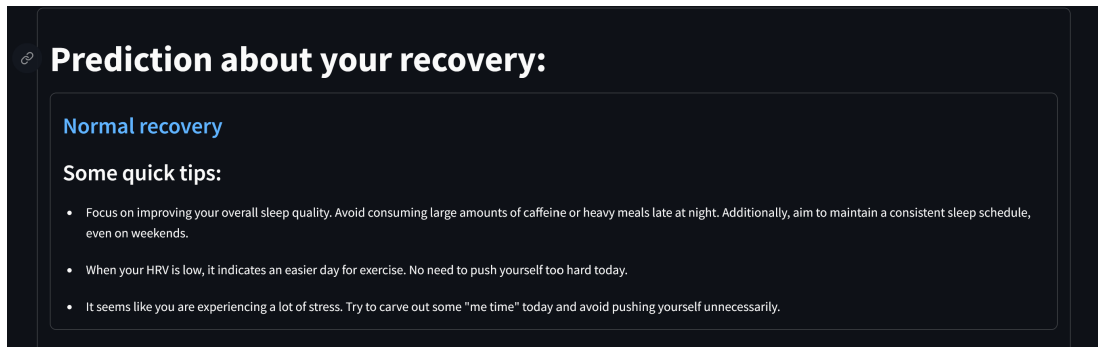 Prediction about your recovery:
Normal recovery
Some quick tips:
• Focus on improving your overall sleep quality. Avoid consuming large amounts of caffeine or heavy meals late at night. Additionally, aim to maintain a consistent sleep schedule,
even on weekends.
• When your HRV is low, it indicates an easier day for exercise. No need to push yourself too hard today.
• It seems like you are experiencing a lot of stress. Try to carve out some "me time" today and avoid pushing yourself unnecessarily.